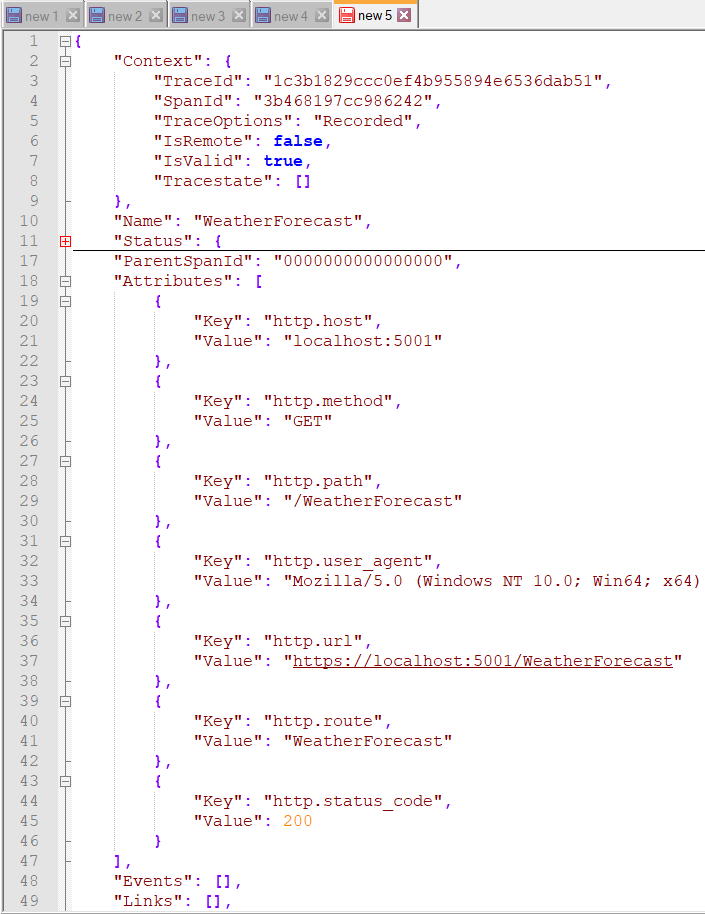 new 1 new 2 new 3 new 4 new 5
1 {
2 "Context": {
3 "TraceId": "1c3b1829ccc0ef4b955894e6536dab51",
4 "SpanId": "3b468197cc986242",
5 "TraceOptions": "Recorded",
6 "IsRemote": false,
7 "IsValid": true,
8 "Tracestate": []
9 },
10 "Name": "WeatherForecast",
11 "Status": {
17 "ParentSpanId": "0000000000000000",
18 "Attributes": [
19 {
20 "Key": "http.host",
21 "Value": "localhost:5001"
22 },
23 {
24 "Key": "http.method",
25 "Value": "GET"
26 },
27 {
28 "Key": "http.path",
29 "Value": "/WeatherForecast"
30 },
31 {
32 "Key": "http.user_agent",
33 "Value": "Mozilla/5.0 (Windows NT 10.0; Win64; x64)
34 },
35 {
36 "Key": "http.url",
37 "Value": "https://localhost:5001/WeatherForecast"
38 },
39 {
40 "Key": "http.route",
41 "Value": "WeatherForecast"
42 },
43 {
44 "Key": "http.status_code",
45 "Value": 200
46 }
47 ],
48 "Events": [],
49 "Links": [],